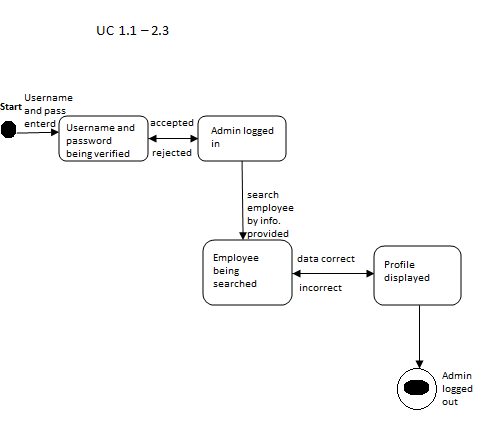 UC 1.1 – 2.3
Username
and pass
enterd
Start
Username and
password
being verified
accepted
rejected
Admin logged
in
search
employee
by info.
provided
Employee
being
searched
data correct
incorrect
Profile
displayed
Admin
logged
out